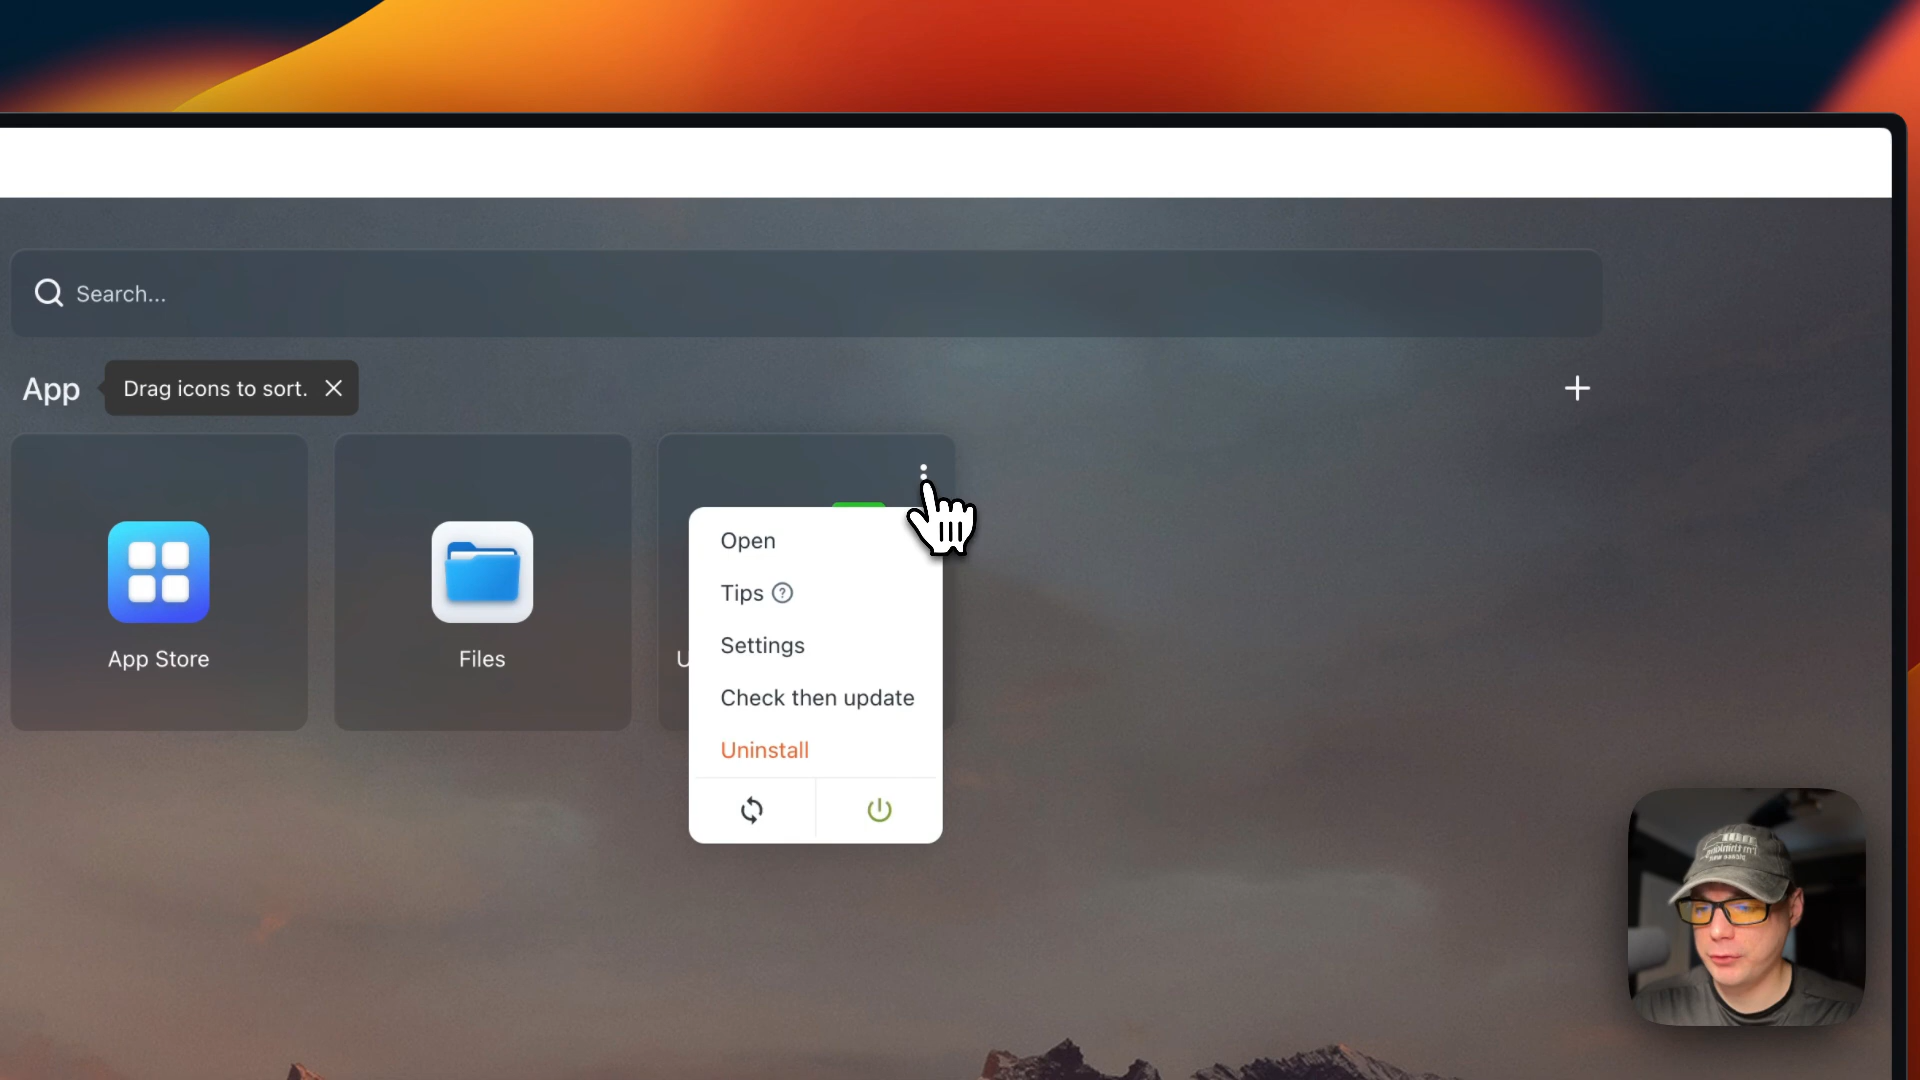 Search...
App
Drag icons to sort.
Open
Tips
Settings
Check then update
Uninstall
App Store
Files
U